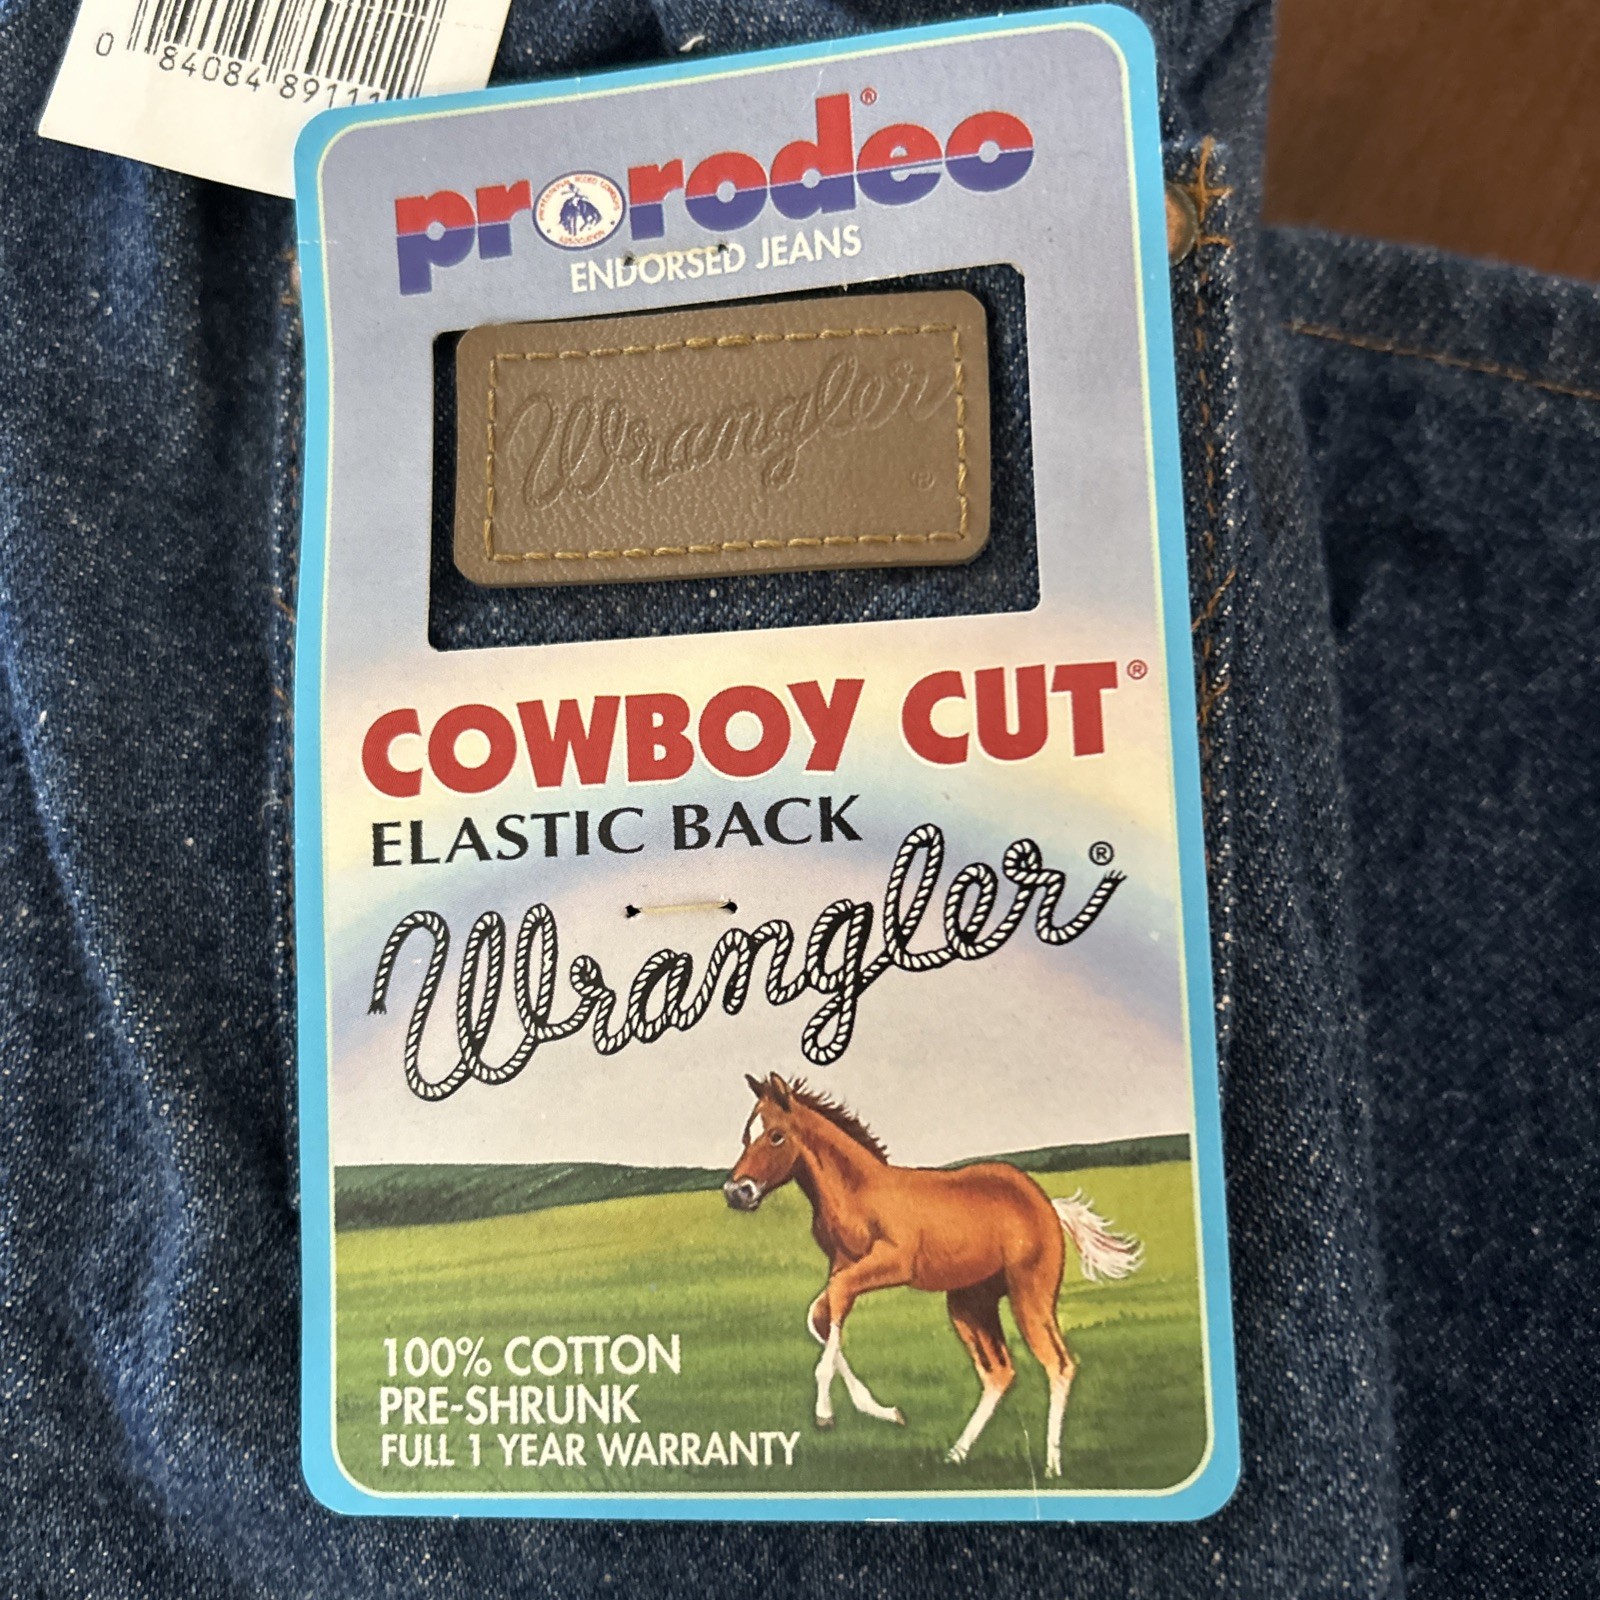 0 84084 89111
prorodeo®
ENDORSED JEANS
Wrangler®
COWBOY CUT®
ELASTIC BACK
Wrangler®
100% COTTON
PRE-SHRUNK
FULL 1 YEAR WARRANTY